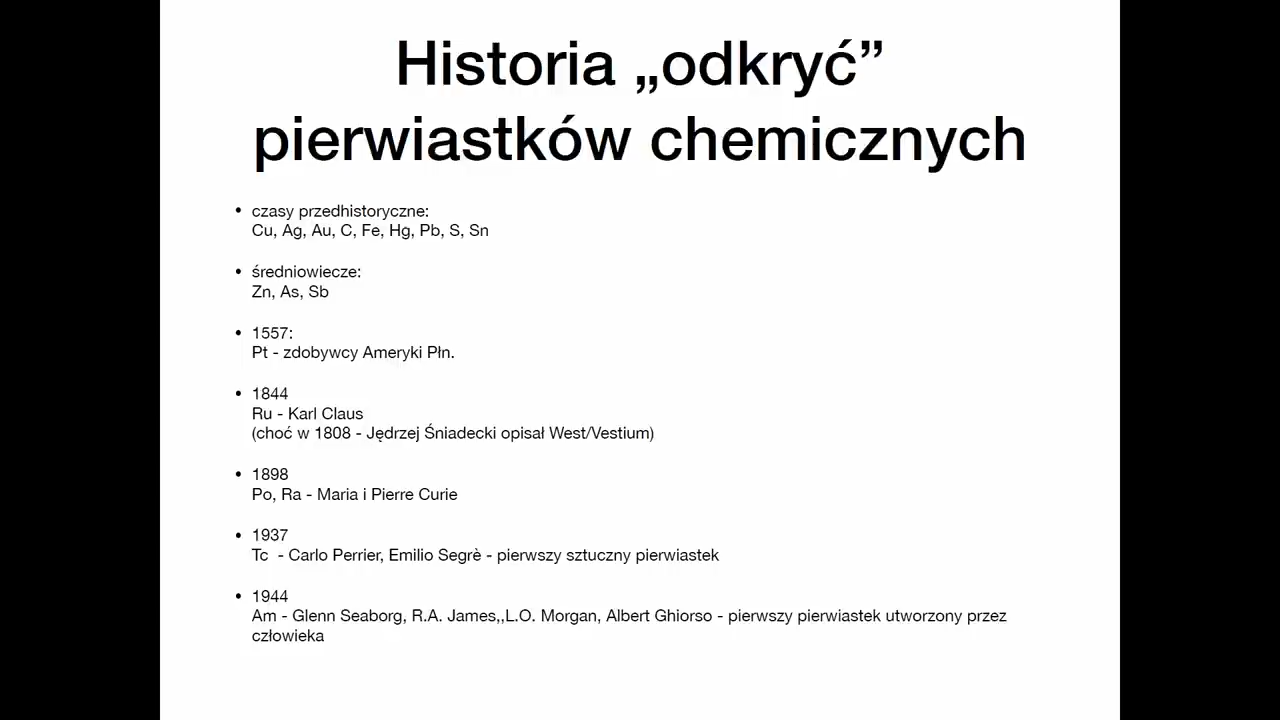 Historia „odkryć”
pierwiastków chemicznych
• czasy przedhistoryczne:
Cu, Ag, Au, C, Fe, Hg, Pb, S, Sn
• średniowiecze:
Zn, As, Sb
• 1557:
Pt - zdobywcy Ameryki Płn.
• 1844
Ru - Karl Claus
(choć w 1808 - Jędrzej Śniadecki opisał West/Vestium)
• 1898
Po, Ra - Maria i Pierre Curie
• 1937
Tc  - Carlo Perrier, Emilio Segrè - pierwszy sztuczny pierwiastek
• 1944
Am - Glenn Seaborg, R.A. James,,L.O. Morgan, Albert Ghiorso - pierwszy pierwiastek utworzony przez
człowieka